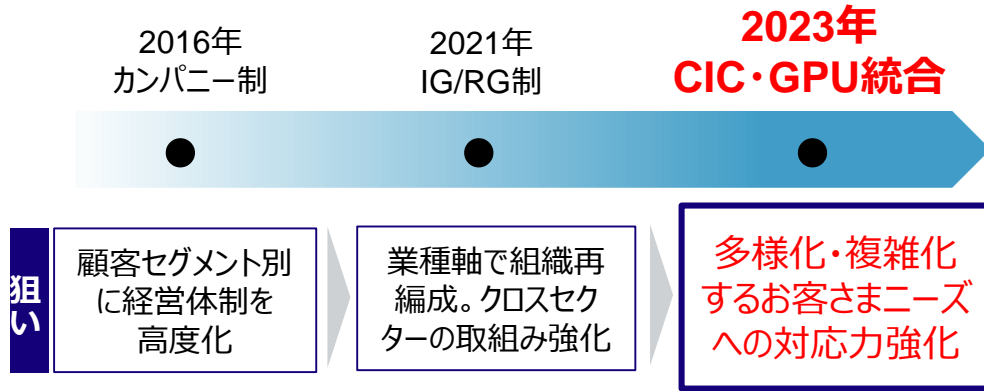 2016年
カンパニー制
2021年
IG/RG制
2023年
CIC・GPU統合
狙い
顧客セグメント別
に経営体制を
高度化
業種軸で組織再
編成。クロスセク
ターの取組み強化
多様化・複雑化
するお客さまニーズ
への対応力強化